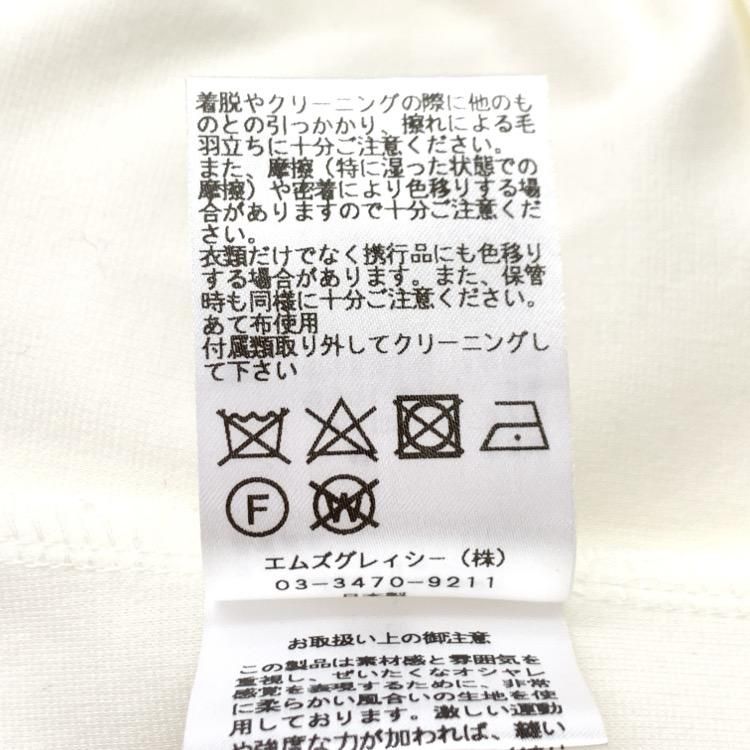 着脱やクリーニングの際に他のも
のとの引っかかり、擦れによる毛
羽立ちに十分ご注意ください。
また、摩擦（特に湿った状態での
摩擦）や密着により色移りする場
合がありますので十分ご注意くだ
さい。
衣類だけでなく携行品にも色移り
する場合があります。また、保管
時も同様に十分ご注意ください。
あて布使用
付属類取り外してクリーニングし
て下さい
F W
エムズグレイシー（株）
03-3470-9211
日本製
お取扱い上の御注意
この製品は素材感と雰囲気を
重視し、ぜいたくなオシャレ
感覚を表現するために、非常
に柔らかい風合いの生地を使
用しております。激しい運動
や強度な力が加われば、縫い